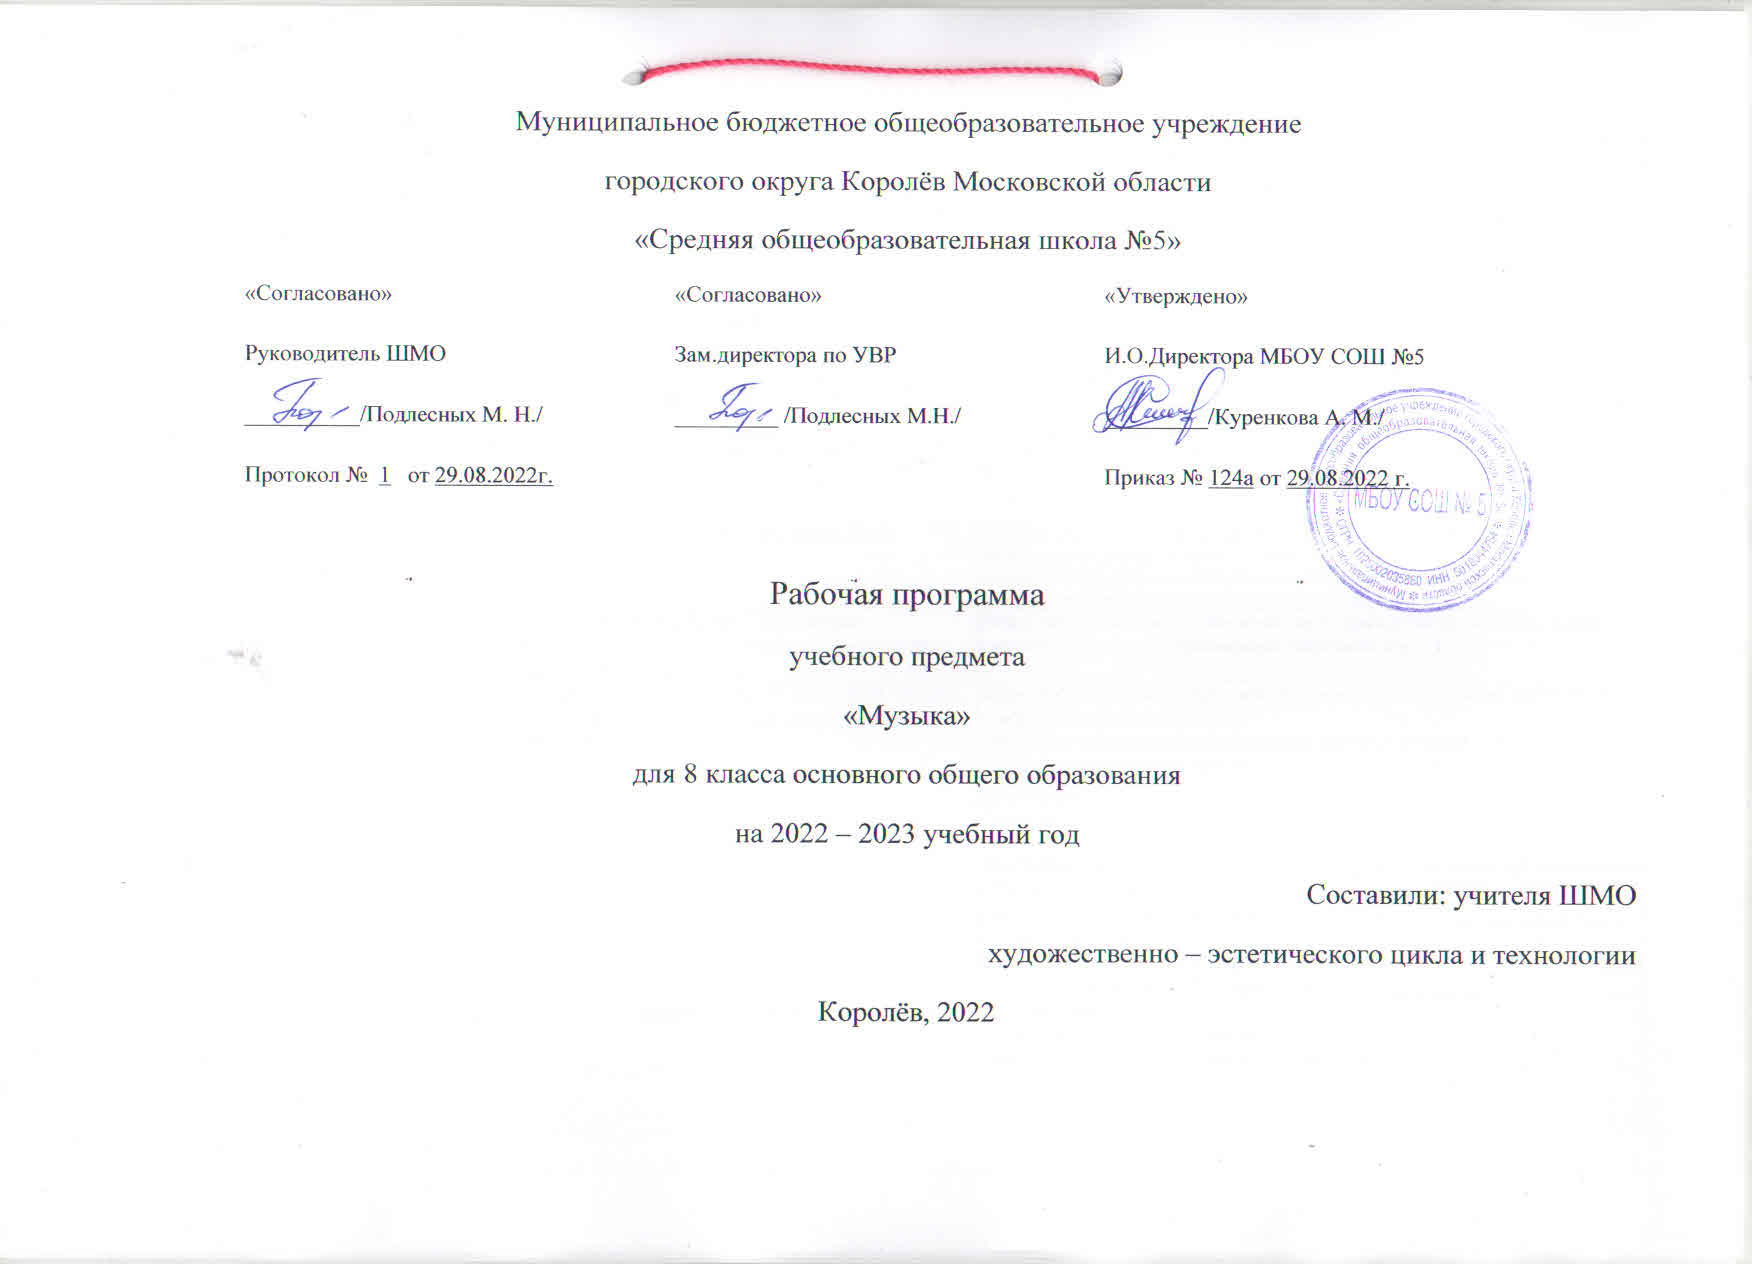 Муниципальное бюджетное общеобразовательное учреждение
городского округа Королёв Московской области
«Средняя общеобразовательная школа №5»
«Согласовано» «Согласовано» «Утверждено»
Руководитель ШМО Зам.директора по УВР И.О.Директора МБОУ СОШ №5
__________/Подлесных М. Н./ _________ /Подлесных М.Н./ _________/Куренкова А. М./
Протокол № 1 от 29.08.2022г. Приказ № 124а от 29.08.2022 г.
МБОУ СОШ № 5
Рабочая программа
учебного предмета
«Музыка»
для 8 класса основного общего образования
на 2022 – 2023 учебный год
Составили: учителя ШМО
художественно – эстетического цикла и технологии
Королёв, 2022